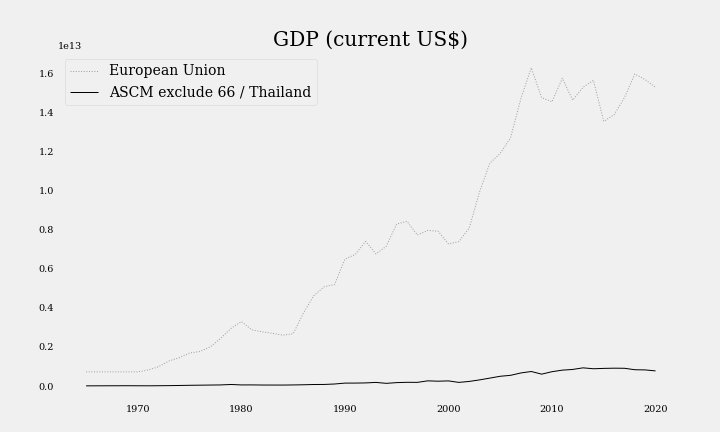 GDP (current US$)
1e13
European Union
ASCM exclude 66 / Thailand
1.6
1.4
1.2
1.0
0.8
0.6
0.4
0.2
0.0
1970 1980 1990 2000 2010 2020